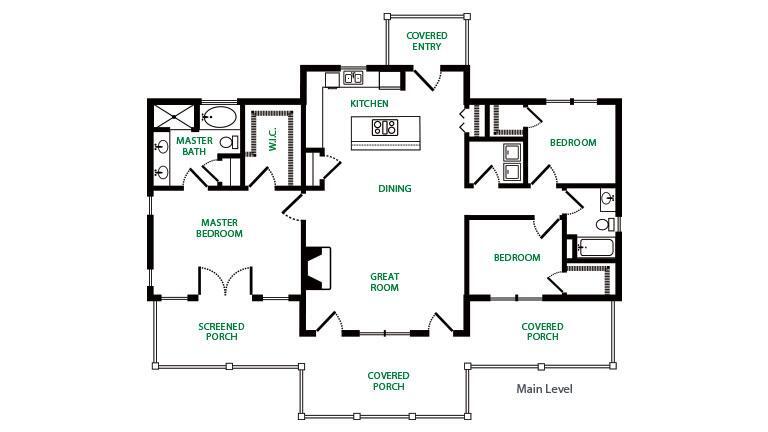 COVERED
ENTRY
KITCHEN
MASTER
BATH
W.I.C.
BEDROOM
DINING
MASTER
BEDROOM
BEDROOM
GREAT
ROOM
SCREENED
PORCH
COVERED
PORCH
COVERED
PORCH
Main Level